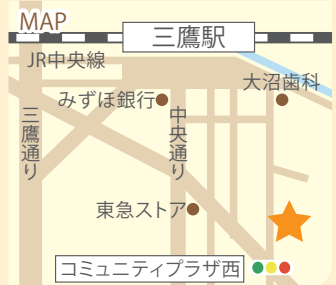 MAP
三鷹駅
JR中央線
大沼歯科
みずほ銀行
三鷹通り
中央通り
東急ストア
コミュニティプラザ西